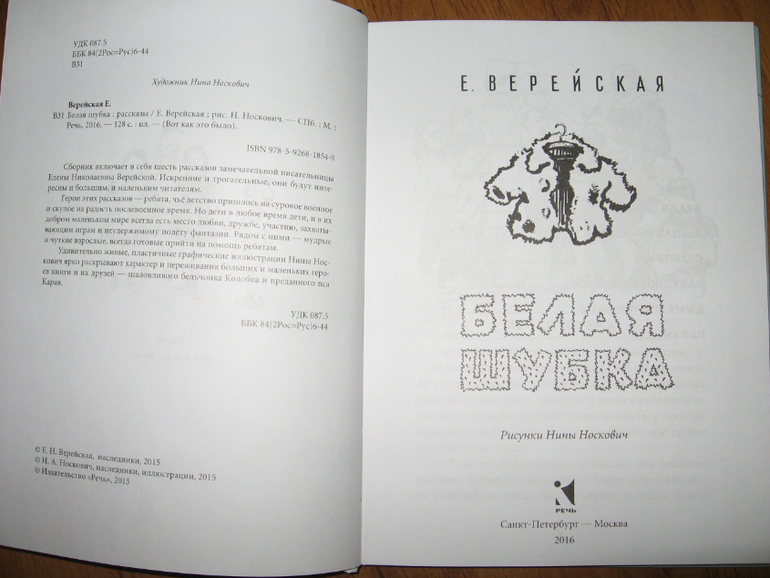 УДК 087.5
ББК 84(2Рос=Рус)6-44
В31
Художник Нина Носкович
Верейская Е.
В31 Белая шубка : рассказы / Е. Верейская ; рис. Н. Носкович. — СПб. ; М. :
Речь, 2016. — 128 с. : ил. — (Вот как это было).
ISBN 978-5-9268-1854-0
Сборник включает в себя шесть рассказов замечательной писательницы
Елены Николаевны Верейской. Искренние и трогательные, они будут инте-
ресны и большим, и маленьким читателям.
Герои этих рассказов — ребята, чьё детство пришлось на суровое военное
и скупое на радость послевоенное время. Но дети в любое время дети, и в их
добром маленьком мире всегда есть место любви, дружбе, участию, захваты-
вающим играм и неудержимому полёту фантазии. Рядом с ними — мудрые
и чуткие взрослые, всегда готовые прийти на помощь ребятам.
Удивительно живые, пластичные графические иллюстрации Нины Нос-
кович ярко раскрывают характер и переживания больших и маленьких геро-
ев книги и их друзей — шаловливого бельчонка Колобка и преданного пса
Карая.
УДК 087.5
ББК 84(2Рос=Рус)6-44
© Е. Н. Верейская, наследники, 2015
© Н. А. Носкович, наследники, иллюстрации, 2015
© Издательство «Речь», 2015
Е. ВЕРЕ́ЙСКАЯ
БЕЛАЯ
ШУБКА
Рисунки Нины Носкович
РЕЧЬ
Санкт-Петербург — Москва
2016